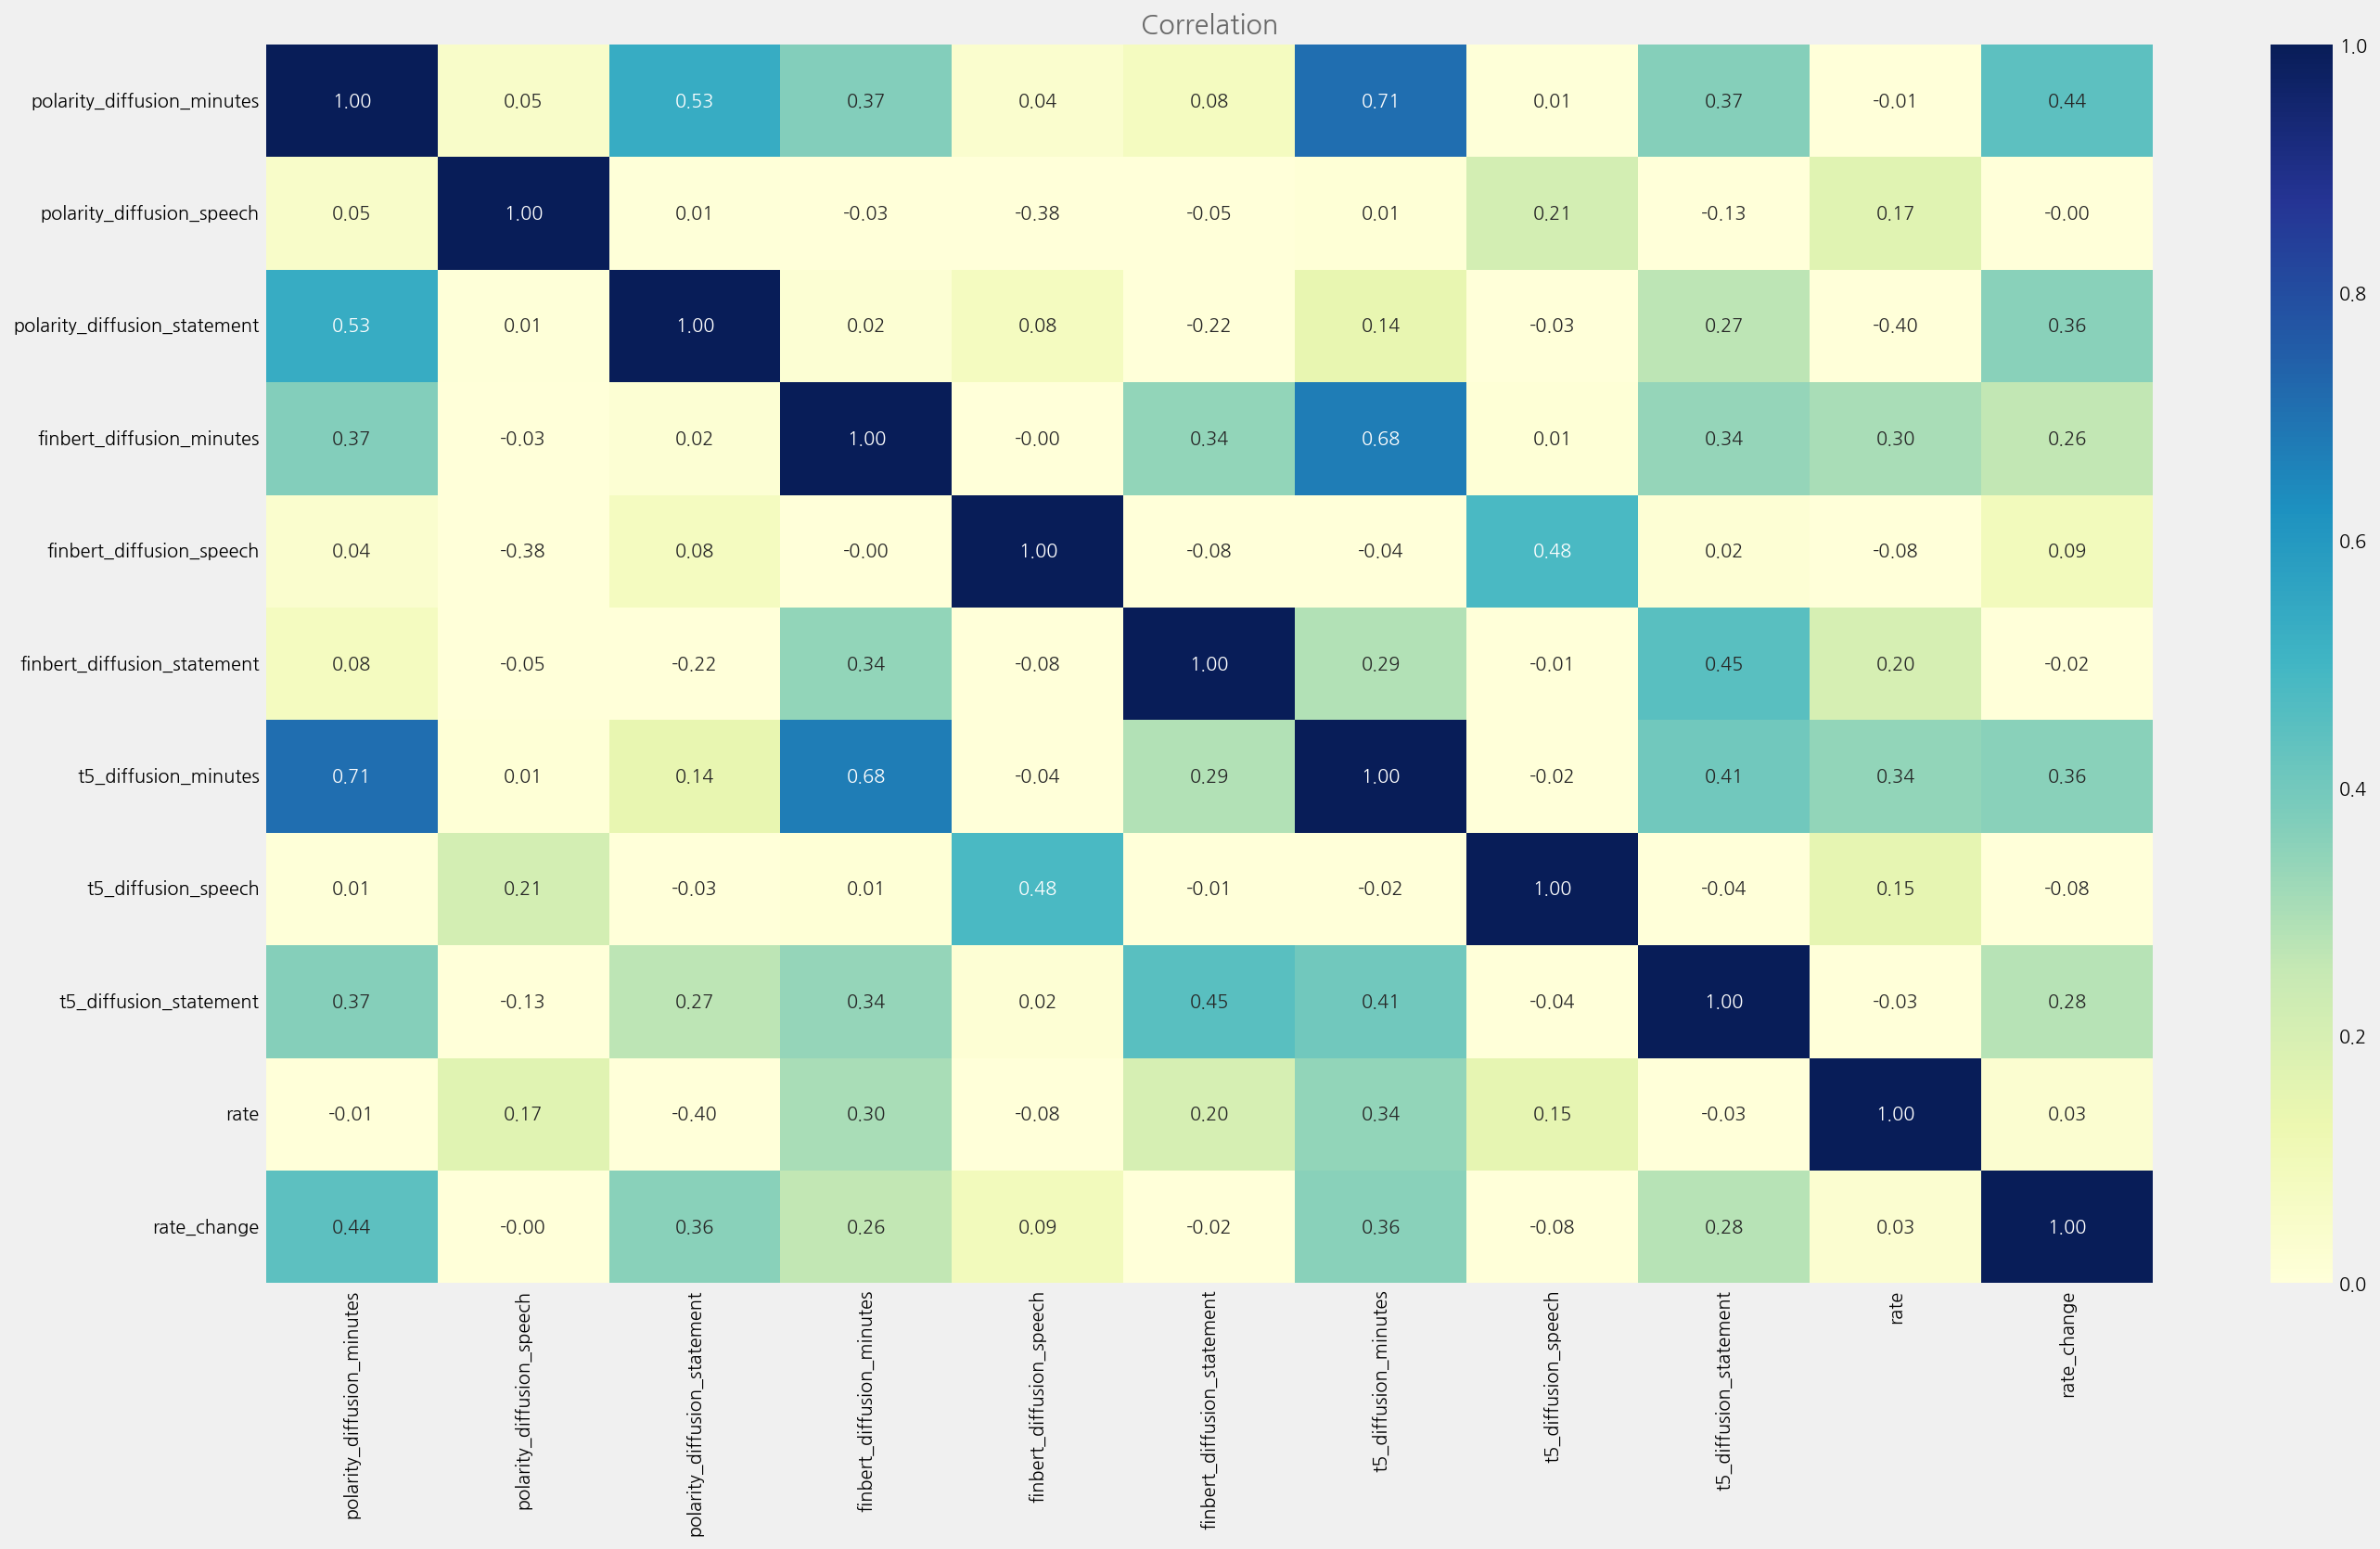 Correlation
polarity_diffusion_minutes 1.00 0.05 0.53 0.37 0.04 0.08 0.71 0.01 0.37 -0.01 0.44
polarity_diffusion_speech 0.05 1.00 0.01 -0.03 -0.38 -0.05 0.01 0.21 -0.13 0.17 -0.00
polarity_diffusion_statement 0.53 0.01 1.00 0.02 0.08 -0.22 0.14 -0.03 0.27 -0.40 0.36
finbert_diffusion_minutes 0.37 -0.03 0.02 1.00 -0.00 0.34 0.68 0.01 0.34 0.30 0.26
finbert_diffusion_speech 0.04 -0.38 0.08 -0.00 1.00 -0.08 -0.04 0.48 0.02 -0.08 0.09
finbert_diffusion_statement 0.08 -0.05 -0.22 0.34 -0.08 1.00 0.29 -0.01 0.45 0.20 -0.02
t5_diffusion_minutes 0.71 0.01 0.14 0.68 -0.04 0.29 1.00 -0.02 0.41 0.34 0.36
t5_diffusion_speech 0.01 0.21 -0.03 0.01 0.48 -0.01 -0.02 1.00 -0.04 0.15 -0.08
t5_diffusion_statement 0.37 -0.13 0.27 0.34 0.02 0.45 0.41 -0.04 1.00 -0.03 0.28
rate -0.01 0.17 -0.40 0.30 -0.08 0.20 0.34 0.15 -0.03 1.00 0.03
rate_change 0.44 -0.00 0.36 0.26 0.09 -0.02 0.36 -0.08 0.28 0.03 1.00
polarity_diffusion_minutes
polarity_diffusion_speech
polarity_diffusion_statement
finbert_diffusion_minutes
finbert_diffusion_speech
finbert_diffusion_statement
t5_diffusion_minutes
t5_diffusion_speech
t5_diffusion_statement
rate
rate_change
1.0
0.8
0.6
0.4
0.2
0.0